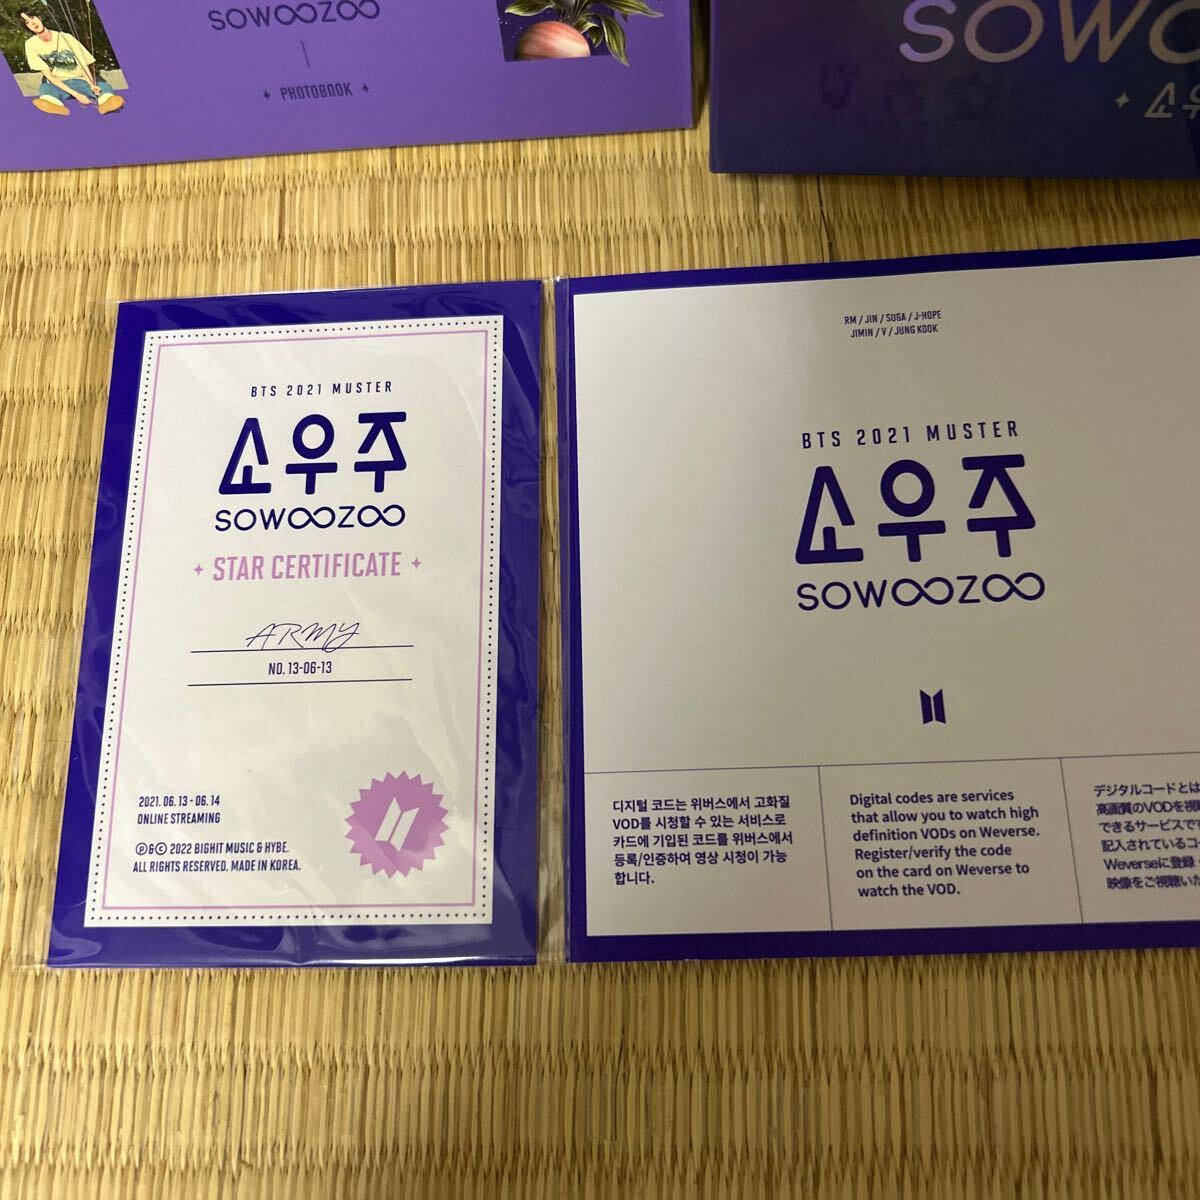 SOWOOZOO
PHOTOBOOK
BTS 2021 MUSTER
소우주
SOWOOZOO
STAR CERTIFICATE
ARMY
NO. 13-06-13
2021. 06. 13 - 06. 14
ONLINE STREAMING
℗&© 2022 BIGHIT MUSIC & HYBE.
ALL RIGHTS RESERVED. MADE IN KOREA.
RM / JIN / SUGA / J-HOPE
JIMIN / V / JUNG KOOK
BTS 2021 MUSTER
소우주
SOWOOZOO
디지털 코드는 위버스에서 고화질
VOD를 시청할 수 있는 서비스로
카드에 기입된 코드를 위버스에서
등록/인증하여 영상 시청이 가능
합니다.
Digital codes are services
that allow you to watch high
definition VODs on Weverse.
Register/verify the code
on the card on Weverse to
watch the VOD.
デジタルコードとは
高画質のVODを視聴
できるサービスです
記入されているコー
Weverseに登録・
映像をご視聴いた